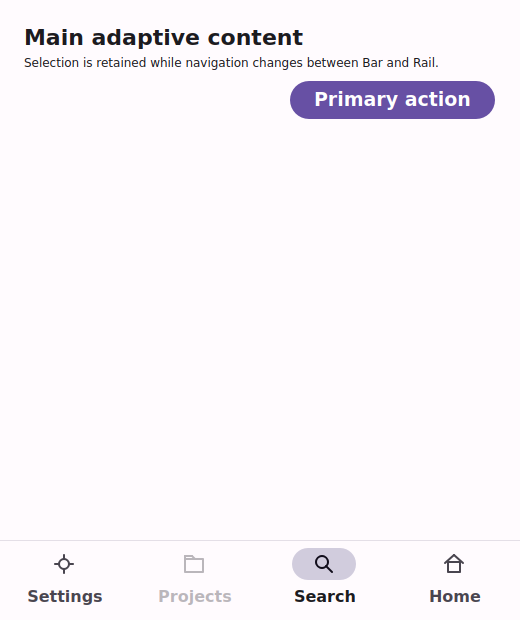 Main adaptive content
Selection is retained while navigation changes between Bar and Rail.
Primary action
Settings
Projects
Search
Home